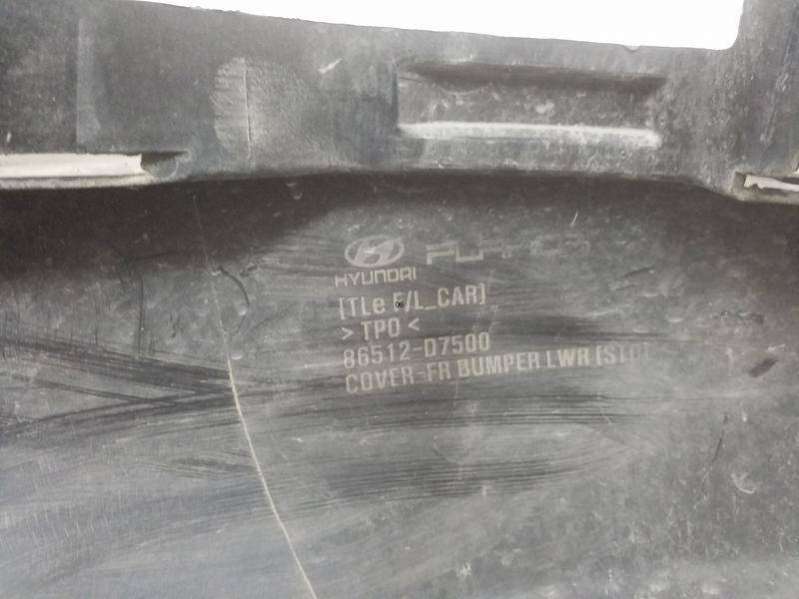 HYUNDAI
[TLe F/L_CAR]
> TPO <
86512-D7500
COVER-FR BUMPER LWR [STD]